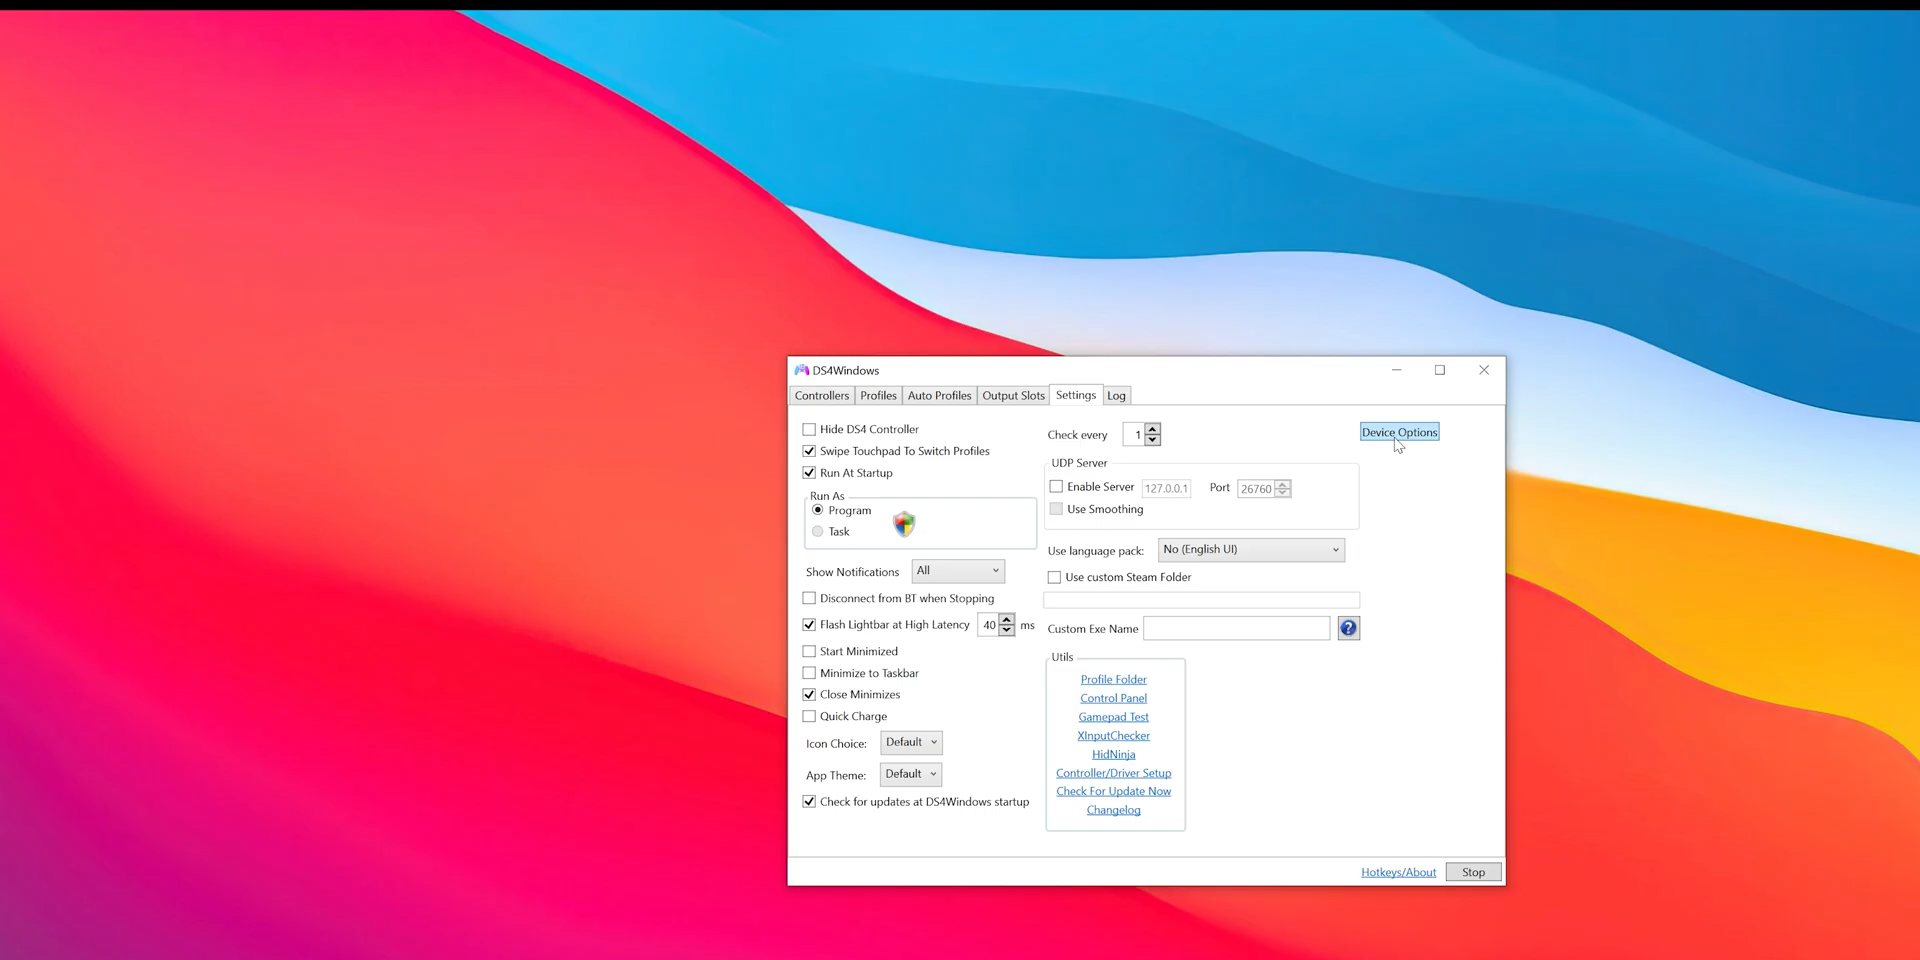 DS4Windows
Controllers Profiles Auto Profiles Output Slots Settings Log
Hide DS4 Controller
Swipe Touchpad To Switch Profiles
Run At Startup
Run As
Program
Task
Show Notifications All
Disconnect from BT when Stopping
Flash Lightbar at High Latency 40 ms
Start Minimized
Minimize to Taskbar
Close Minimizes
Quick Charge
Icon Choice: Default
App Theme: Default
Check for updates at DS4Windows startup
Check every 1
UDP Server
Enable Server 127.0.0.1 Port 26760
Use Smoothing
Use language pack: No (English UI)
Use custom Steam Folder
Custom Exe Name ?
Utils
Profile Folder
Control Panel
Gamepad Test
XInputChecker
HidNinja
Controller/Driver Setup
Check For Update Now
Changelog
Device Options
Hotkeys/About Stop